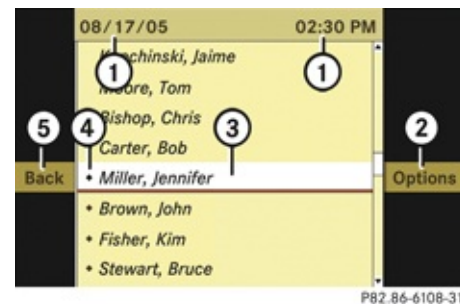 08/17/05 02:30 PM
1 1
Jaime
Tom
5 4 Bishop, Chris 3 2
Carter, Bob
Back Miller, Jennifer Options
Brown, John
Fisher, Kim
Stewart, Bruce
P82.86-6108-31